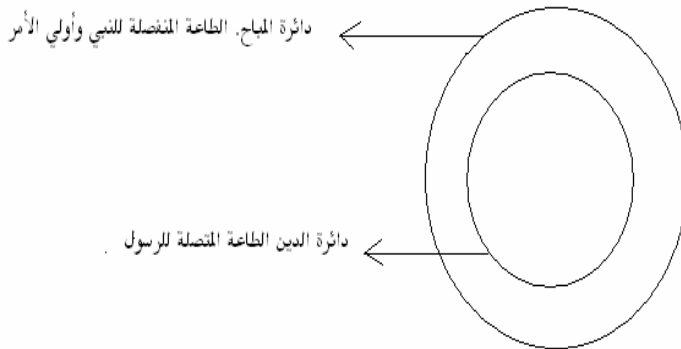 دائرة المباح. الطاعة المنفصلة للنبي وأولي الأمر
دائرة الدين الطاعة المتصلة للرسول .